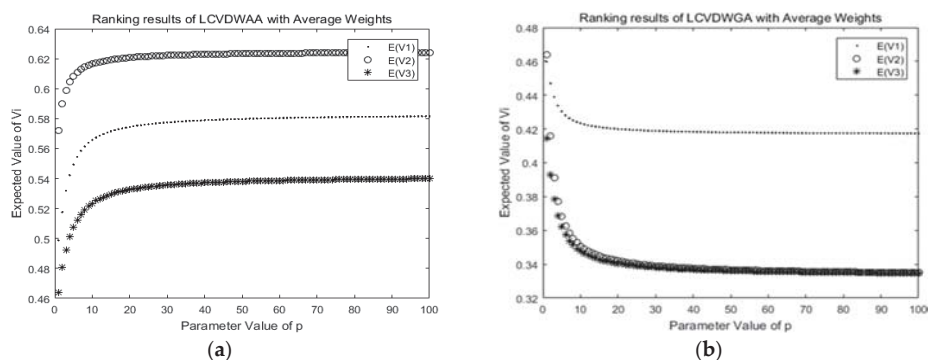 Ranking results of LCVDWAA with Average Weights
0.64
0.62
0.6
0.58
0.56
0.54
0.52
0.5
0.48
0.46
Expected Value of Vi
E(V1)
E(V2)
E(V3)
0 10 20 30 40 50 60 70 80 90 100
Parameter Value of p
(a)
Ranking results of LCVDWGA with Average Weights
0.48
0.46
0.44
0.42
0.4
0.38
0.36
0.34
0.32
Expected Value of Vi
E(V1)
E(V2)
E(V3)
0 10 20 30 40 50 60 70 80 90 100
Parameter Value of p
(b)